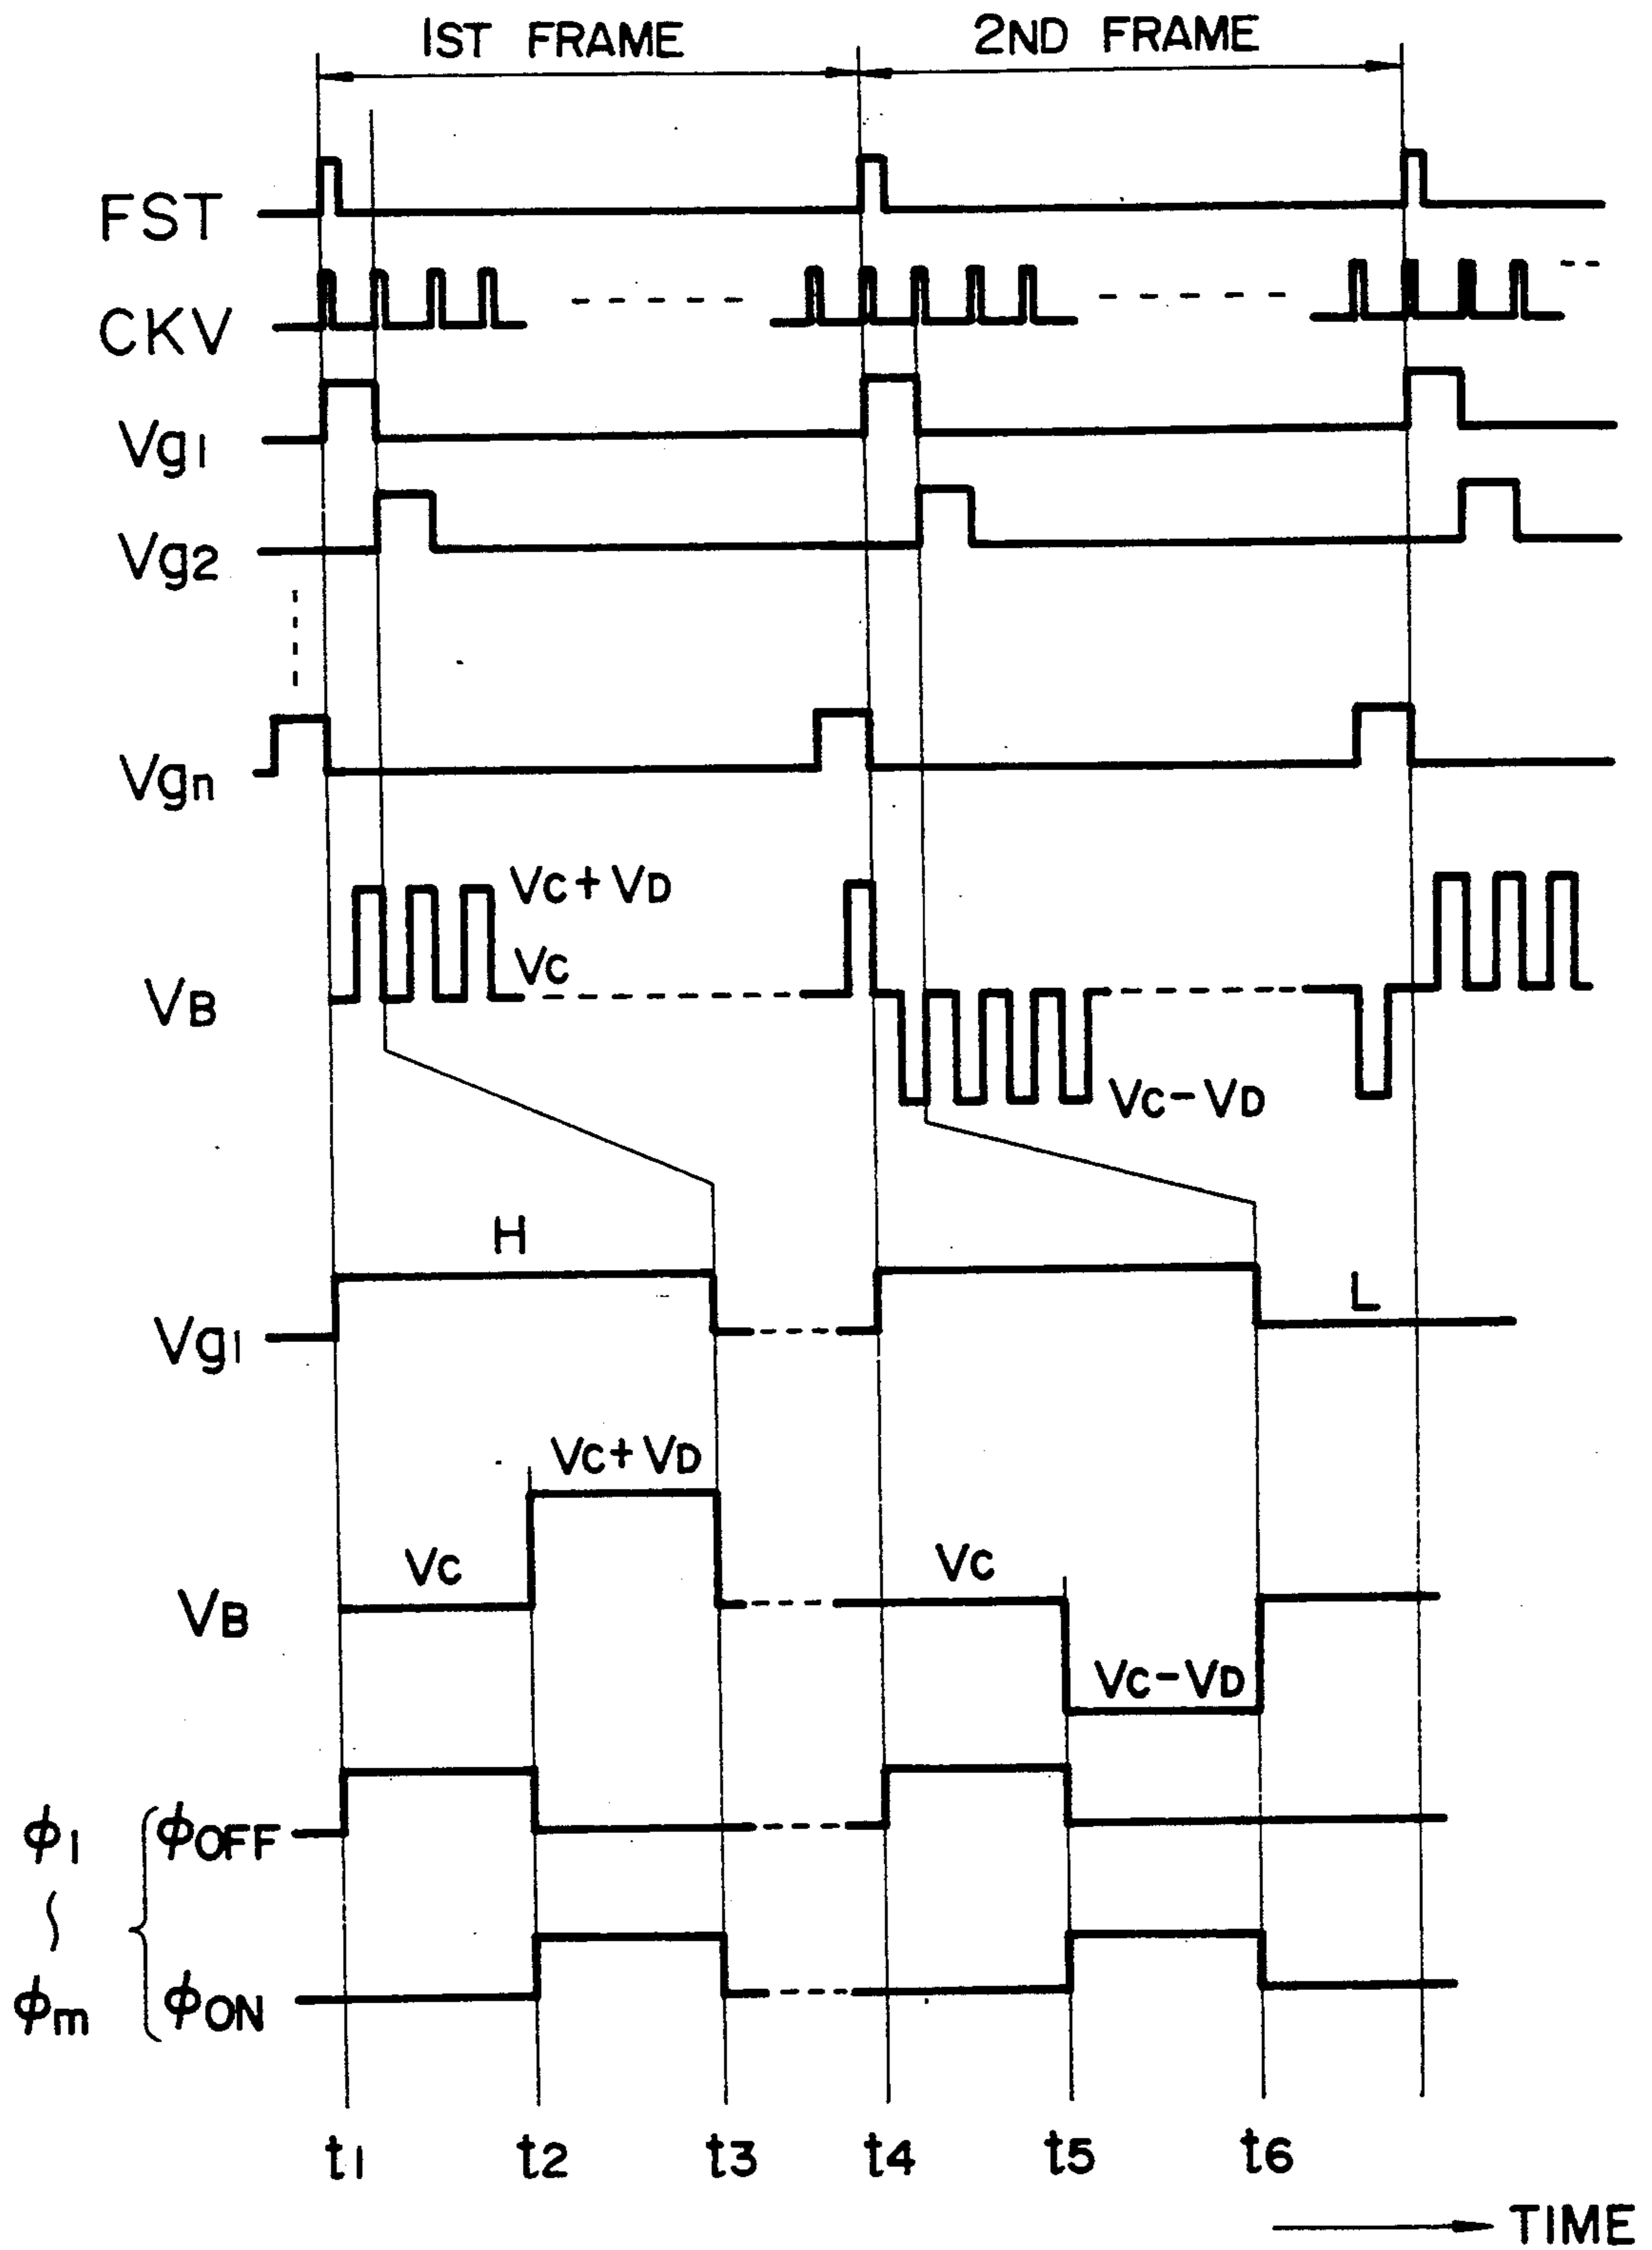 1ST FRAME 2ND FRAME
FST
CKV
Vg1
Vg2
Vgn
VC+VD
VC
VB
VC-VD
H
L
Vg1
VC+VD
VC VC
VB
VC-VD
ϕ1 ϕOFF
ϕm ϕON
t1 t2 t3 t4 t5 t6
TIME